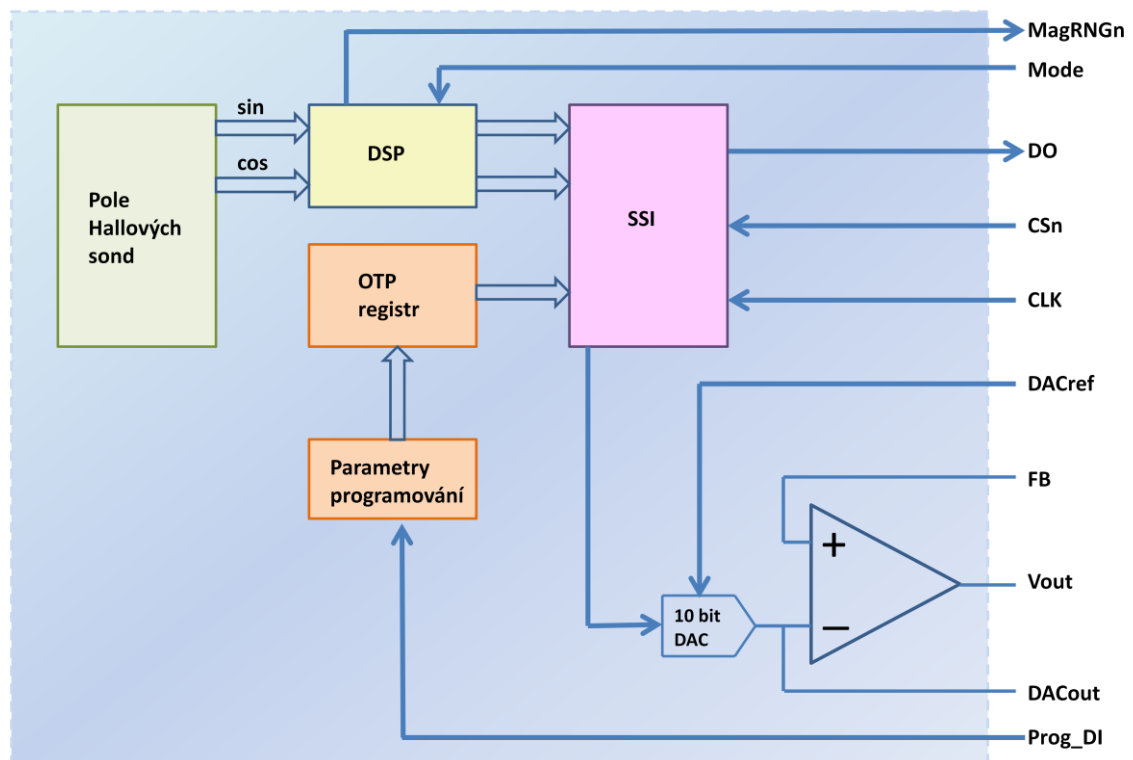 MagRNGn
Mode
sin
cos
DSP
DO
Pole
Hallových
sond
SSI
CSn
OTP
registr
CLK
DACref
Parametry
programování
FB
+
Vout
10 bit
DAC
−
DACout
Prog_DI